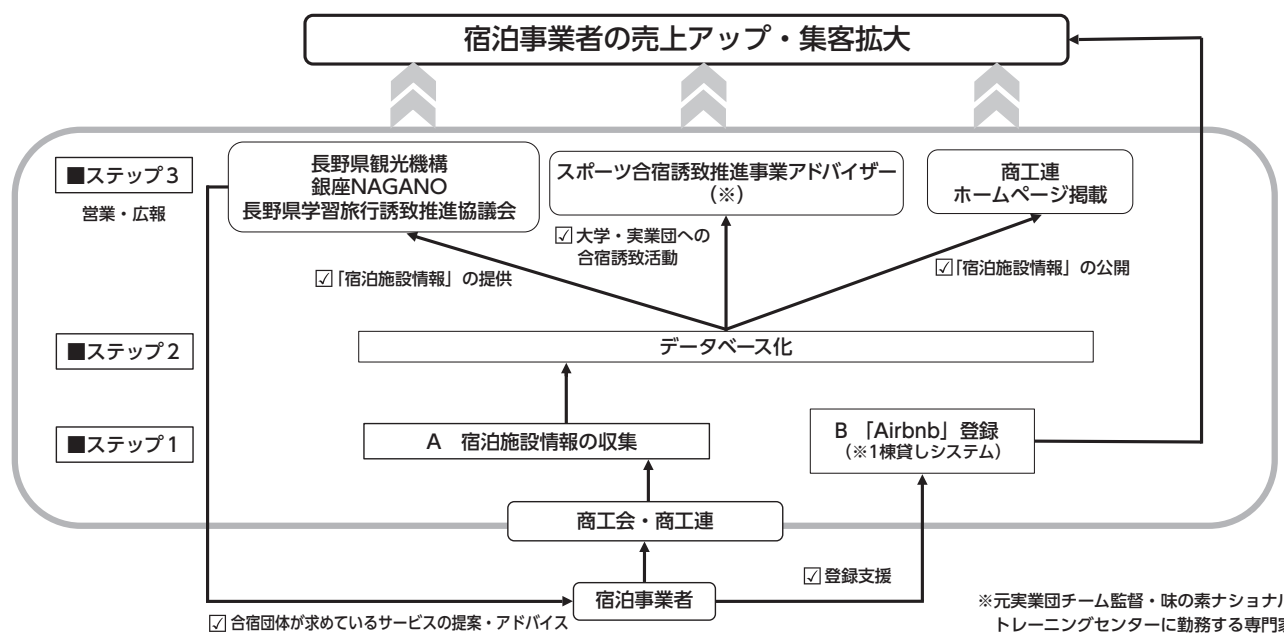 宿泊事業者の売上アップ・集客拡大
■ステップ3
営業・広報
長野県観光機構
銀座NAGANO
長野県学習旅行誘致推進協議会
スポーツ合宿誘致推進事業アドバイザー
（※）
商工連
ホームページ掲載
☑「宿泊施設情報」の提供
☑大学・実業団への
合宿誘致活動
☑「宿泊施設情報」の公開
■ステップ2
データベース化
■ステップ1
A 宿泊施設情報の収集
B 「Airbnb」登録
（※1棟貸しシステム）
商工会・商工連
☑登録支援
宿泊事業者
☑合宿団体が求めているサービスの提案・アドバイス
※元実業団チーム監督・味の素ナショナル
トレーニングセンターに勤務する専門家